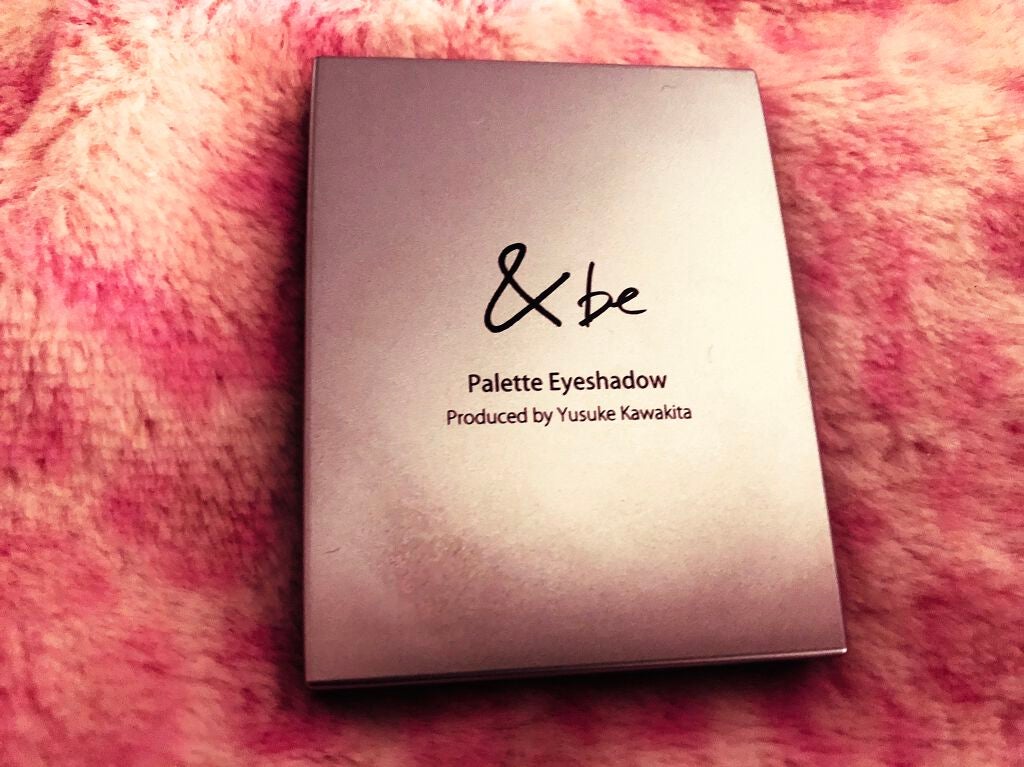 &be
Palette Eyeshadow
Produced by Yusuke Kawakita